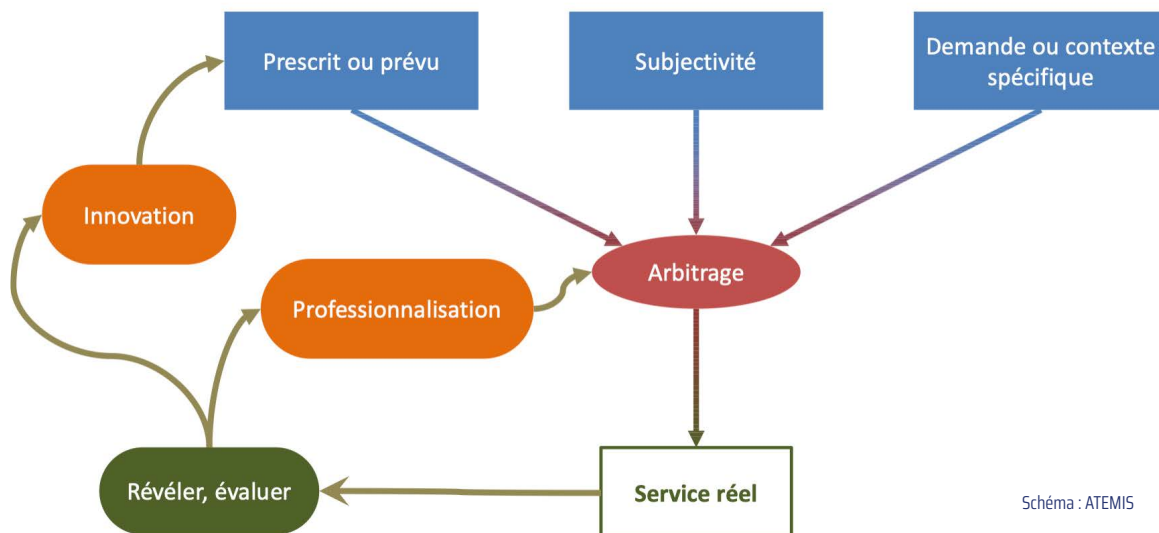 Prescrit ou prévu
Subjectivité
Demande ou contexte
spécifique
Innovation
Arbitrage
Professionnalisation
Révéler, évaluer
Service réel
Schéma : ATEMIS